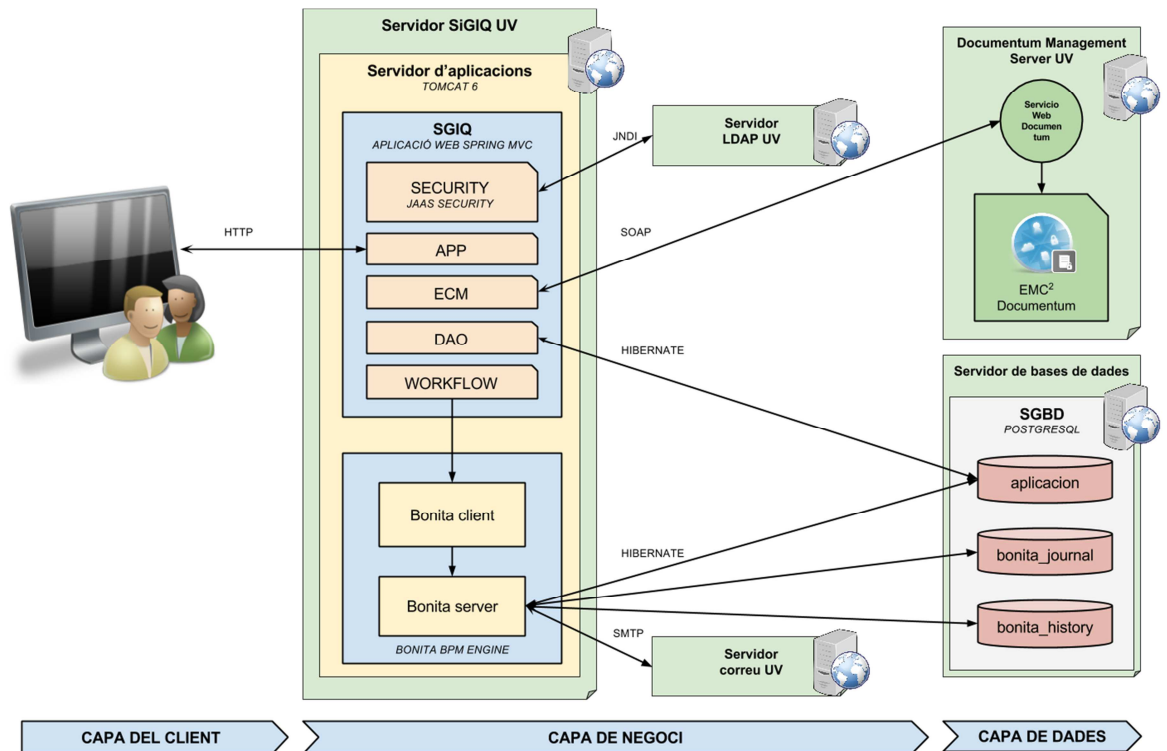 Servidor SiGIQ UV
Servidor d'aplicacions
TOMCAT 6
SGIQ
APLICACIÓ WEB SPRING MVC
SECURITY
JAAS SECURITY
APP
ECM
DAO
WORKFLOW
Bonita client
Bonita server
BONITA BPM ENGINE
HTTP
JNDI
SOAP
HIBERNATE
HIBERNATE
SMTP
Servidor
LDAP UV
Servidor
correu UV
Documentum Management
Server UV
Servicio
Web
Documen
tum
EMC²
Documentum
Servidor de bases de dades
SGBD
POSTGRESQL
aplicacion
bonita_journal
bonita_history
CAPA DEL CLIENT
CAPA DE NEGOCI
CAPA DE DADES